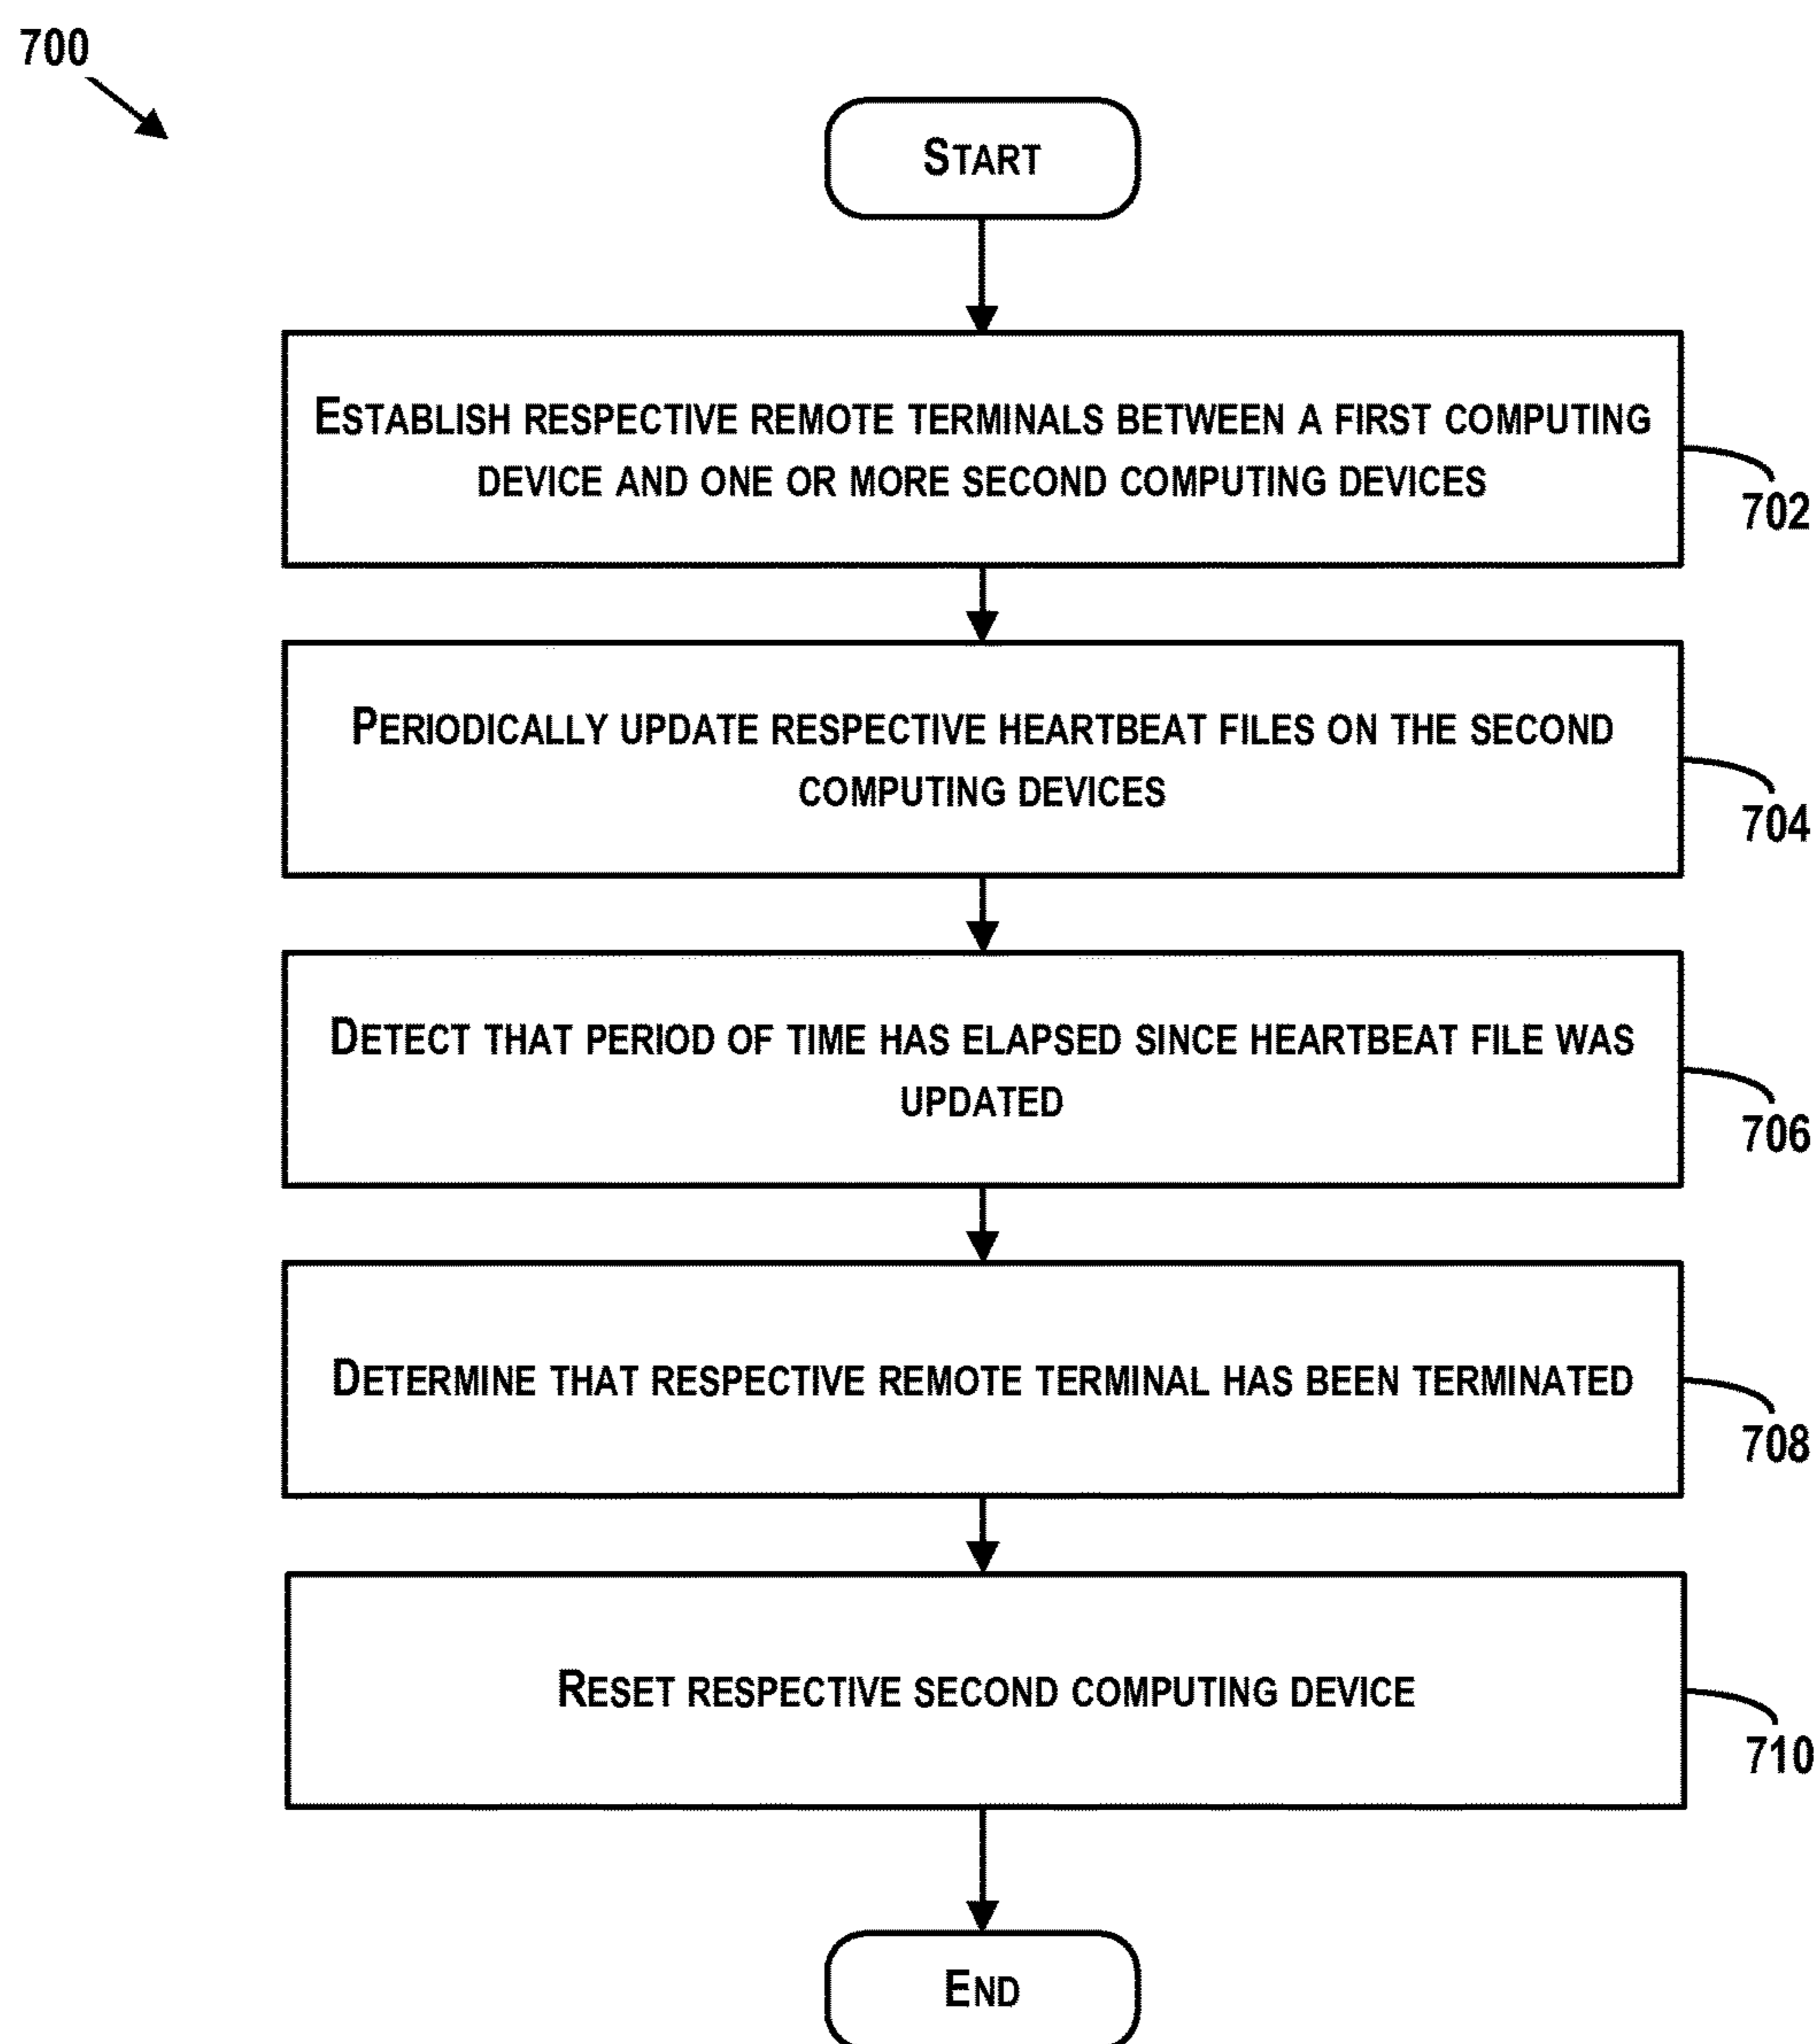 700
START
ESTABLISH RESPECTIVE REMOTE TERMINALS BETWEEN A FIRST COMPUTING
DEVICE AND ONE OR MORE SECOND COMPUTING DEVICES
702
PERIODICALLY UPDATE RESPECTIVE HEARTBEAT FILES ON THE SECOND
COMPUTING DEVICES
704
DETECT THAT PERIOD OF TIME HAS ELAPSED SINCE HEARTBEAT FILE WAS
UPDATED
706
DETERMINE THAT RESPECTIVE REMOTE TERMINAL HAS BEEN TERMINATED
708
RESET RESPECTIVE SECOND COMPUTING DEVICE
710
END